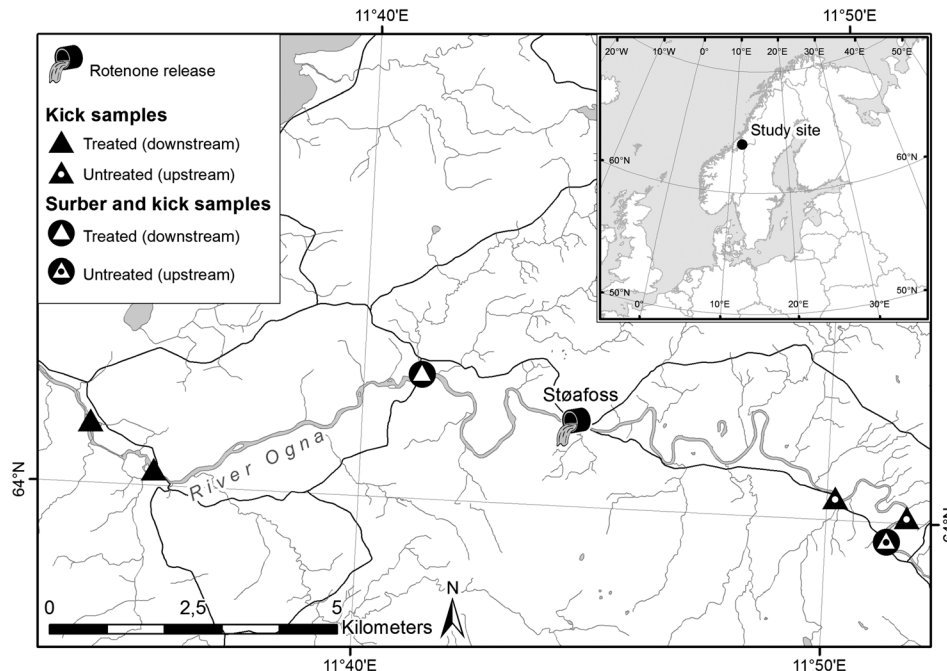 11°40'E
11°50'E
Rotenone release
Kick samples
Treated (downstream)
Untreated (upstream)
Surber and kick samples
Treated (downstream)
Untreated (upstream)
20°W
10°W
0°
10°E
20°E
30°E
40°E
50°E
Study site
60°N
60°N
50°N
50°N
0°
10°E
20°E
30°E
Støafoss
River Ogna
64°N
64°N
0
2,5
5
Kilometers
N
11°40'E
11°50'E